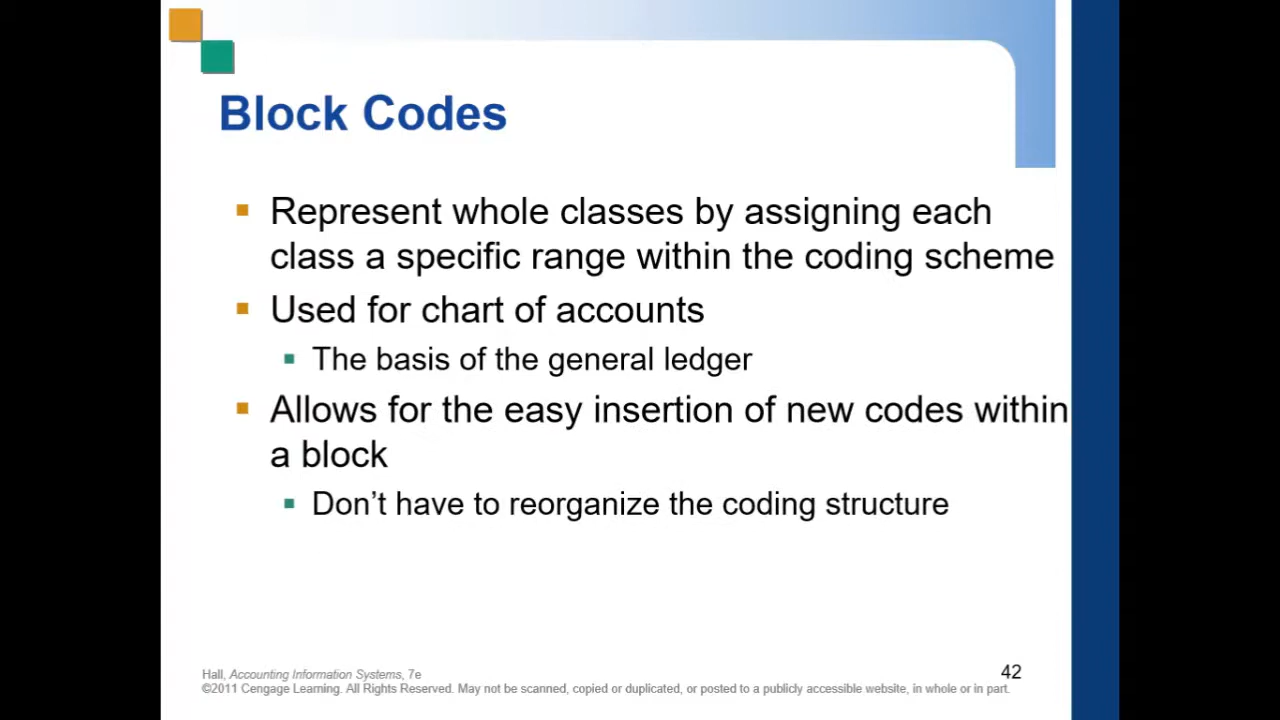 Block Codes
Represent whole classes by assigning each
class a specific range within the coding scheme
Used for chart of accounts
The basis of the general ledger
Allows for the easy insertion of new codes within
a block
Don’t have to reorganize the coding structure
Hall, Accounting Information Systems, 7e
©2011 Cengage Learning. All Rights Reserved. May not be scanned, copied or duplicated, or posted to a publicly accessible website, in whole or in part.
42